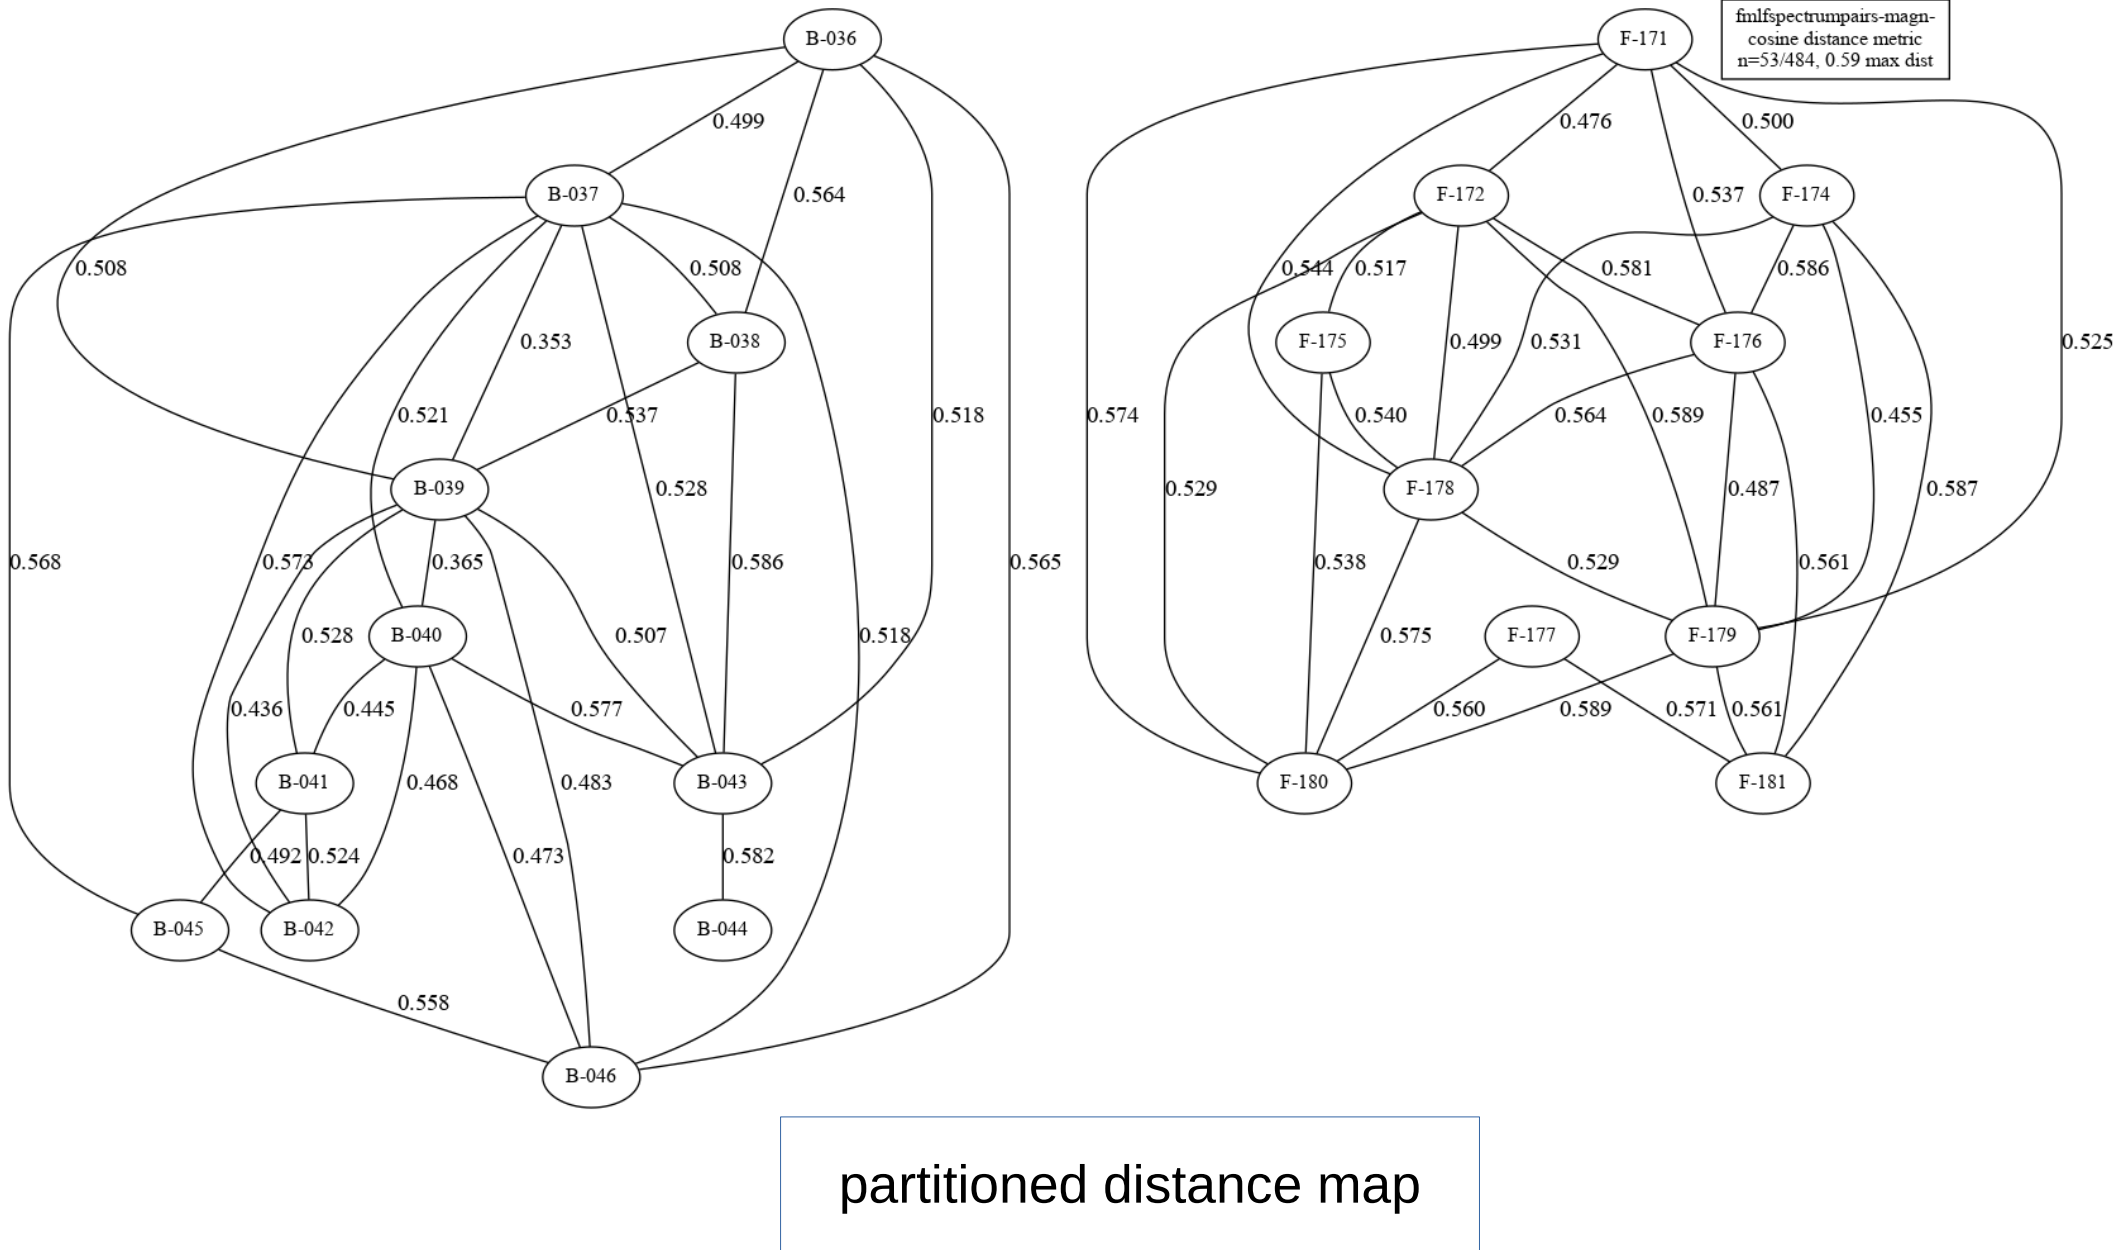 B-036
F-171
fmlfspectrumpairs-magn-
cosine distance metric
n=53/484, 0.59 max dist
0.499
0.476
0.500
B-037
0.564
F-172
0.537
F-174
0.508
0.508
0.544
0.517
0.581
0.586
0.353
B-038
F-175
0.499
0.531
F-176
0.525
0.521
0.537
0.518
0.574
0.540
0.564
0.589
0.455
B-039
0.528
0.529
F-178
0.487
0.587
0.568
0.573
0.365
0.586
0.565
0.538
0.529
0.561
0.528
B-040
0.507
0.518
0.575
F-177
F-179
0.436
0.445
0.577
0.560
0.589
0.571
0.561
B-041
0.468
0.483
B-043
F-180
F-181
0.492
0.524
0.473
0.582
B-045
B-042
B-044
0.558
B-046
partitioned distance map